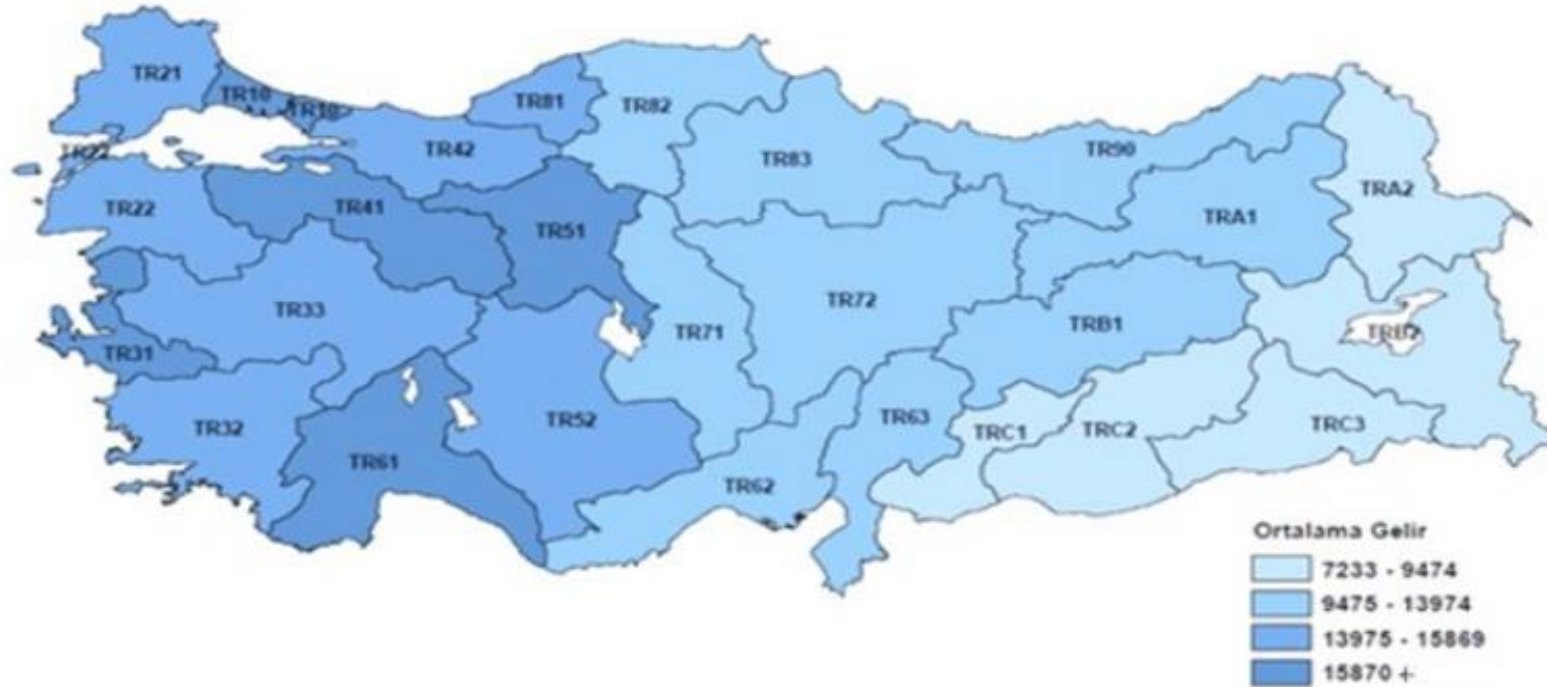 TR21
TR10
TR10
TR81
TR82
TR22
TR42
TR83
TR90
TRA2
TR22
TR41
TR51
TRA1
TR33
TR71
TR72
TRB1
TRB2
TR31
TR32
TR61
TR52
TR62
TR63
TRC1
TRC2
TRC3
Ortalama Gelir
7233 - 9474
9475 - 13974
13975 - 15869
15870 +